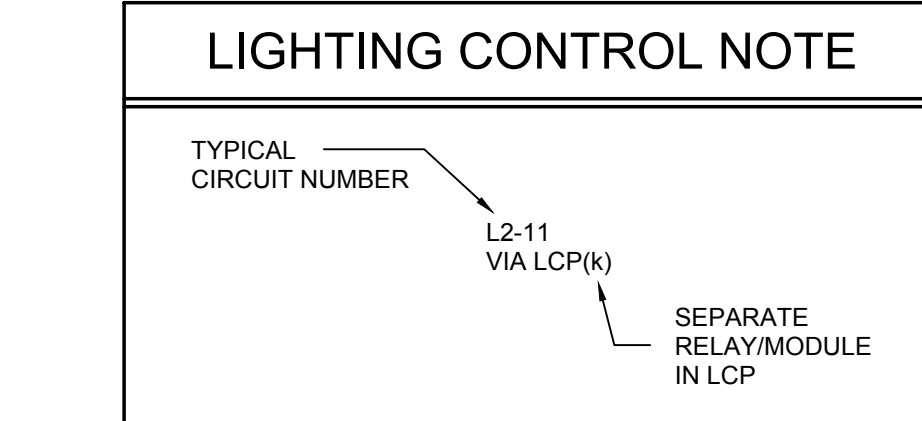 LIGHTING CONTROL NOTE
TYPICAL
CIRCUIT NUMBER
L2-11
VIA LCP(k)
SEPARATE
RELAY/MODULE
IN LCP